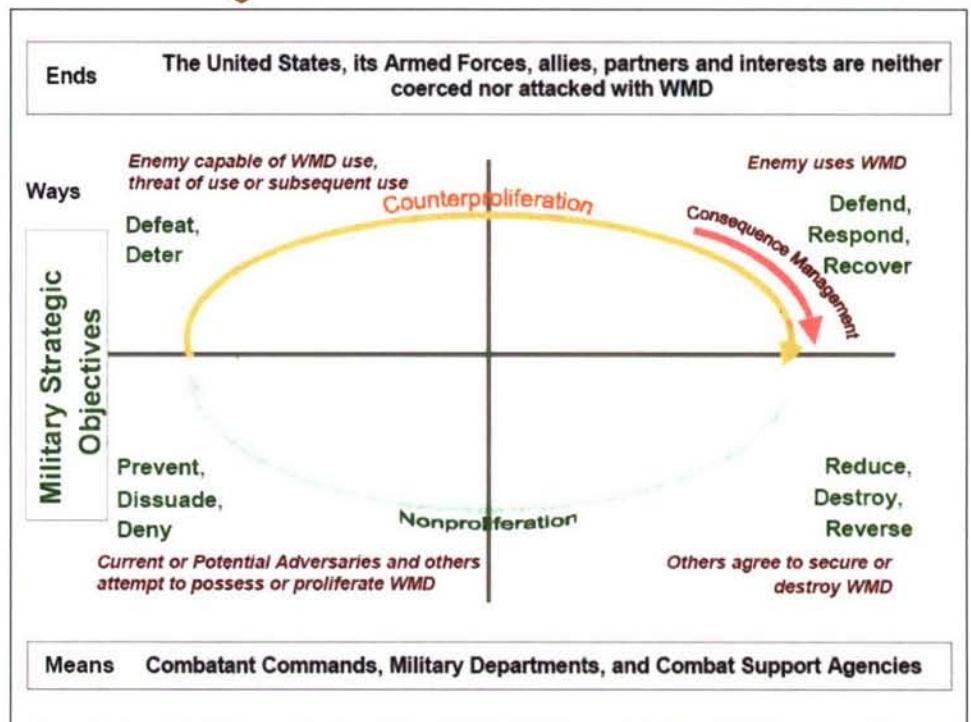 Ends
The United States, its Armed Forces, allies, partners and interests are neither
coerced nor attacked with WMD
Ways
Enemy capable of WMD use,
threat of use or subsequent use
Enemy uses WMD
Counterproliferation
Consequence Management
Defeat,
Deter
Defend,
Respond,
Recover
Military Strategic
Objectives
Prevent,
Dissuade,
Deny
Reduce,
Destroy,
Reverse
Nonproliferation
Current or Potential Adversaries and others
attempt to possess or proliferate WMD
Others agree to secure or
destroy WMD
Means
Combatant Commands, Military Departments, and Combat Support Agencies